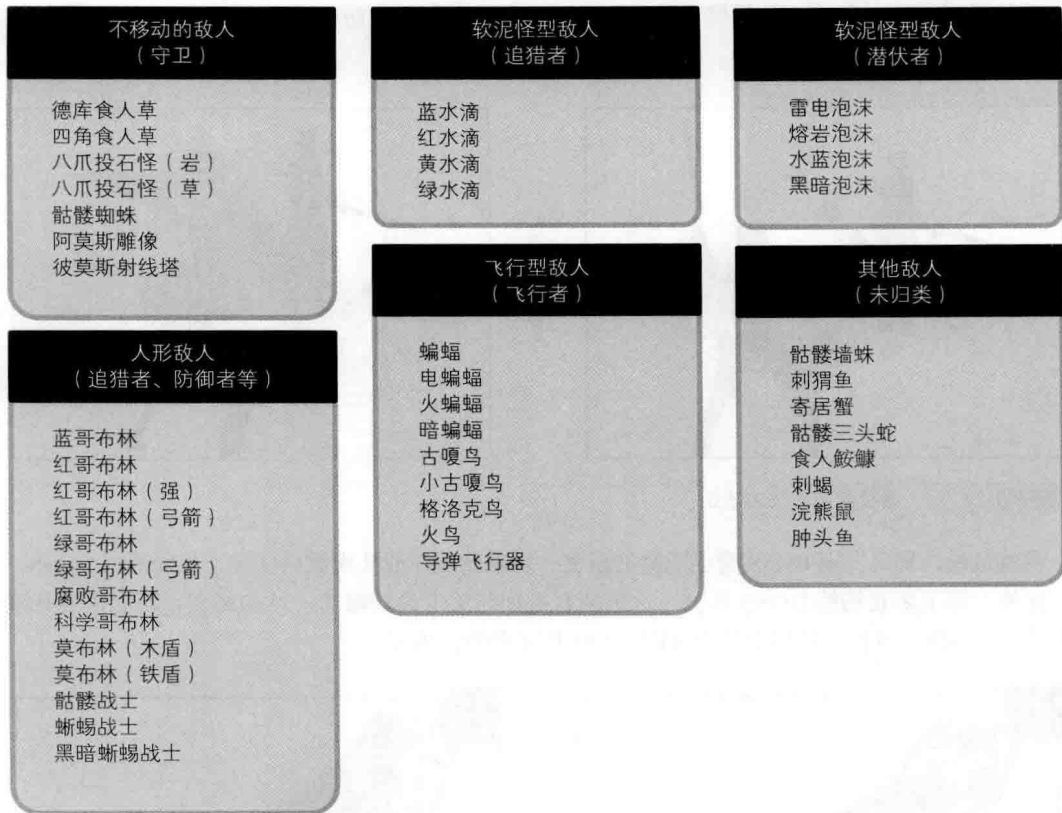 不移动的敌人
（守卫）
德库食人草
四角食人草
八爪投石怪（岩）
八爪投石怪（草）
骷髅蜘蛛
阿莫斯雕像
彼莫斯射线塔
软泥怪型敌人
（追猎者）
蓝水滴
红水滴
黄水滴
绿水滴
软泥怪型敌人
（潜伏者）
雷电泡沫
熔岩泡沫
水蓝泡沫
黑暗泡沫
人形敌人
（追猎者、防御者等）
蓝哥布林
红哥布林
红哥布林（强）
红哥布林（弓箭）
绿哥布林
绿哥布林（弓箭）
腐败哥布林
科学哥布林
莫布林（木盾）
莫布林（铁盾）
骷髅战士
蜥蜴战士
黑暗蜥蜴战士
飞行型敌人
（飞行者）
蝙蝠
电蝙蝠
火蝙蝠
暗蝙蝠
古嘎鸟
小古嘎鸟
格洛克鸟
火鸟
导弹飞行器
其他敌人
（未归类）
骷髅墙蛛
刺猬鱼
寄居蟹
骷髅三头蛇
食人鮟鱇
刺蝎
浣熊鼠
肿头鱼